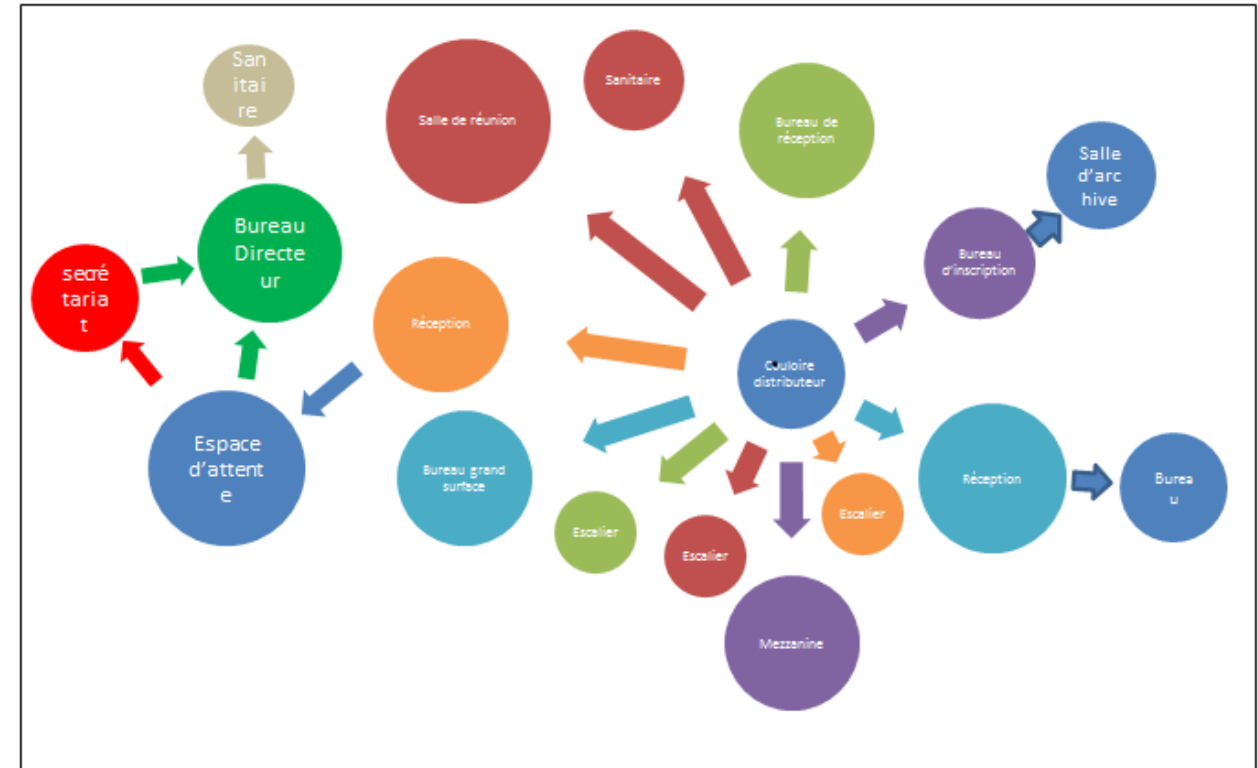 San
itai
re
Salle de réunion
Sanitaire
Bureau de
réception
Salle
d'arc
hive
Bureau
Directe
ur
Bureau
d'inscription
secré
taria
t
Réception
Couloire
distributeur
Espace
d'attent
e
Bureau grand
surface
Réception
Burea
u
Escalier
Escalier
Escalier
Mezzanine